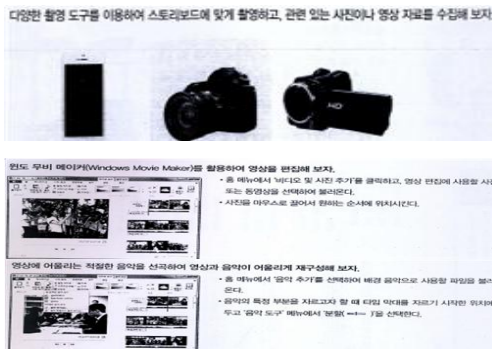 다양한 촬영 도구를 이용하여 스토리보드에 맞게 촬영하고, 관련 있는 사진이나 영상 자료를 수집해 보자
HD
윈도 무비 메이커(Windows Movie Maker)를 활용하여 영상을 편집해 보자.
• 홈 메뉴에서 '비디오 및 사진 추가'를 클릭하고, 영상 편집에 사용할 사
또는 동영상을 선택하여 불러온다.
• 사진을 마우스로 끌어서 원하는 순서에 위치시킨다.
영상에 어울리는 적절한 음악을 선곡하여 영상과 음악이 어울리게 재구성해 보자.
• 홈 메뉴에서 '음악 추가'를 선택하여 배경 음악으로 사용할 파일을 불러
온다.
• 음악의 특정 부분을 자르고자 할 때 타임 막대를 자르기 시작한 위치에
두고 '음악 도구' 메뉴에서 '분할( )'을 선택한다.